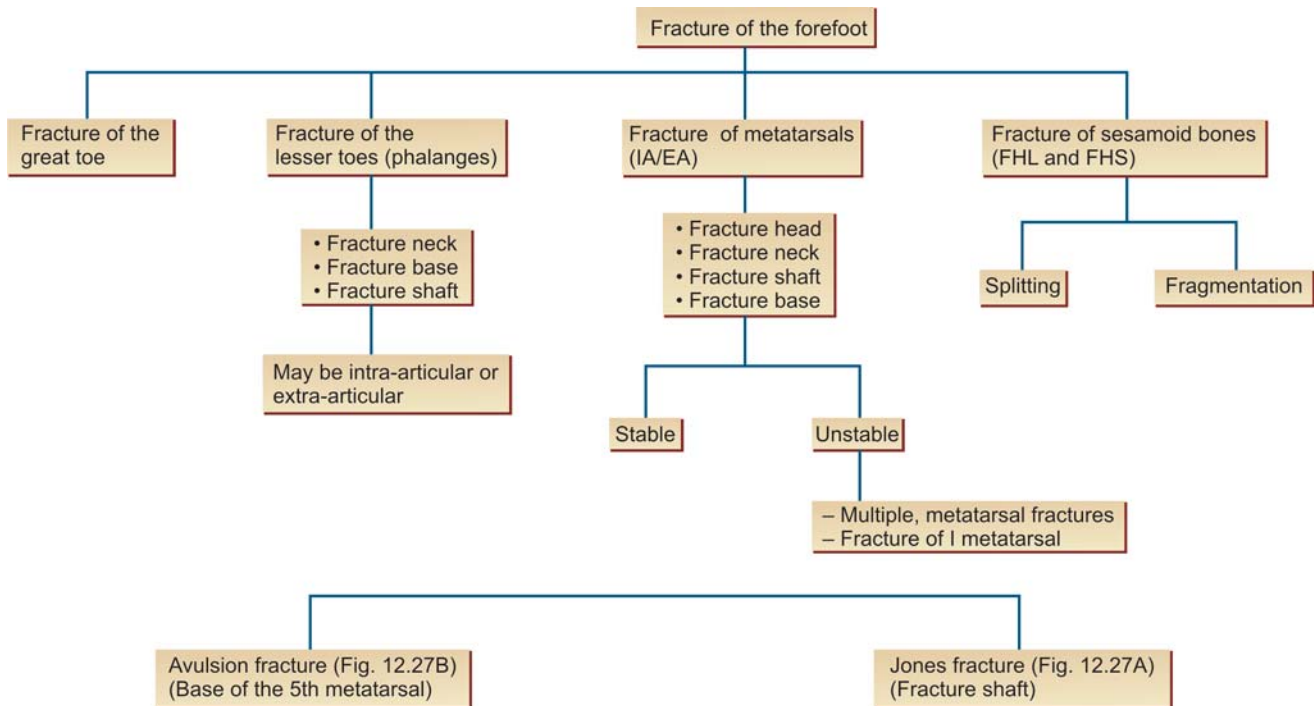 Fracture of the forefoot
Fracture of the
great toe
Fracture of the
lesser toes (phalanges)
Fracture of metatarsals
(IA/EA)
Fracture of sesamoid bones
(FHL and FHS)
• Fracture neck
• Fracture base
• Fracture shaft
• Fracture head
• Fracture neck
• Fracture shaft
• Fracture base
Splitting
Fragmentation
May be intra-articular or
extra-articular
Stable
Unstable
– Multiple, metatarsal fractures
– Fracture of I metatarsal
Avulsion fracture (Fig. 12.27B)
(Base of the 5th metatarsal)
Jones fracture (Fig. 12.27A)
(Fracture shaft)